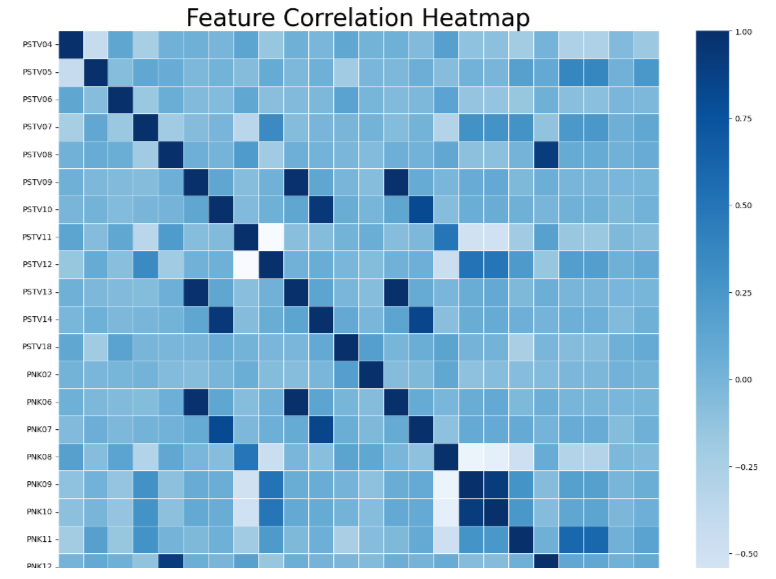 Feature Correlation Heatmap
PSTV04
PSTV05
PSTV06
PSTV07
PSTV08
PSTV09
PSTV10
PSTV11
PSTV12
PSTV13
PSTV14
PSTV18
PNK02
PNK06
PNK07
PNK08
PNK09
PNK10
PNK11
PNK12
1.00
0.75
0.50
0.25
0.00
−0.25
−0.50